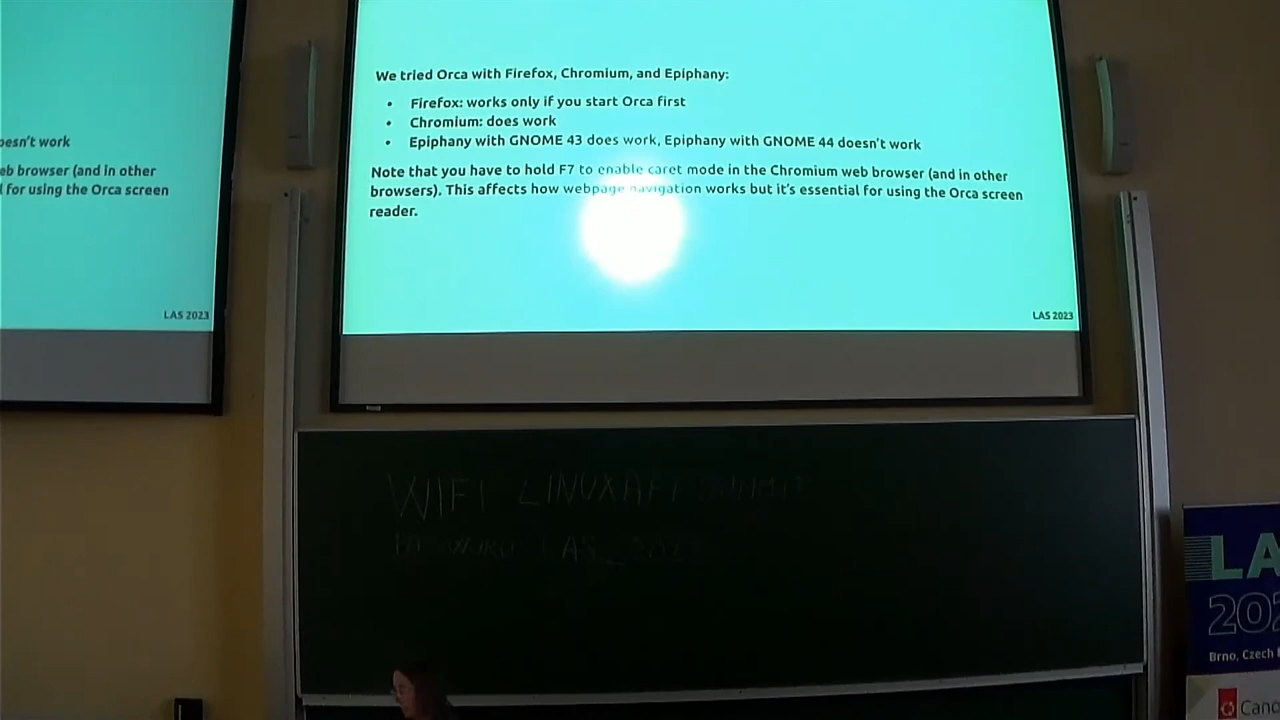 oesn't work
eb browser (and in other
l for using the Orca screen
LAS 2023
We tried Orca with Firefox, Chromium, and Epiphany:
• Firefox: works only if you start Orca first
• Chromium: does work
• Epiphany with GNOME 43 does work, Epiphany with GNOME 44 doesn't work
Note that you have to hold F7 to enable caret mode in the Chromium web browser (and in other
browsers). This affects how webpage navigation works but it's essential for using the Orca screen
reader.
LAS 2023
WIFI LINUXAPPSUMMIT
PASSWORD
LA
202
Brno, Czech
Cano